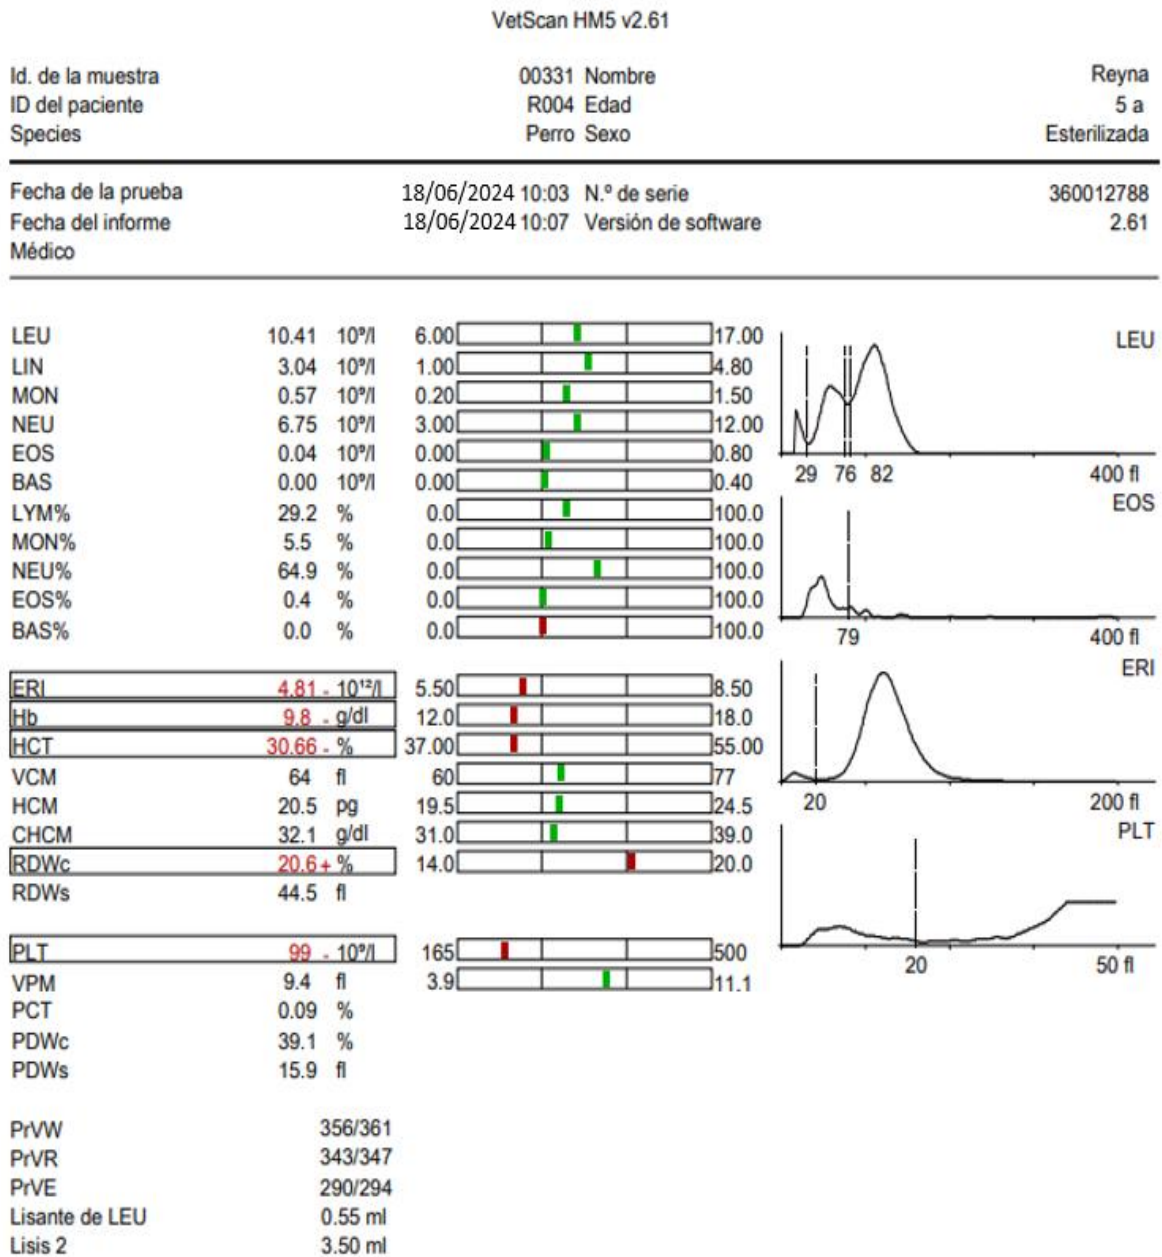 VetScan HM5 v2.61
Id. de la muestra 00331 Nombre Reyna
ID del paciente R004 Edad 5 a
Species Perro Sexo Esterilizada
Fecha de la prueba 18/06/2024 10:03 N.º de serie 360012788
Fecha del informe 18/06/2024 10:07 Versión de software 2.61
Médico
LEU 10.41 10⁹/l 6.00 17.00
LIN 3.04 10⁹/l 1.00 4.80
MON 0.57 10⁹/l 0.20 1.50
NEU 6.75 10⁹/l 3.00 12.00
EOS 0.04 10⁹/l 0.00 0.80
BAS 0.00 10⁹/l 0.00 0.40
LYM% 29.2 % 0.0 100.0
MON% 5.5 % 0.0 100.0
NEU% 64.9 % 0.0 100.0
EOS% 0.4 % 0.0 100.0
BAS% 0.0 % 0.0 100.0
ERI 4.81 - 10¹²/l 5.50 8.50
Hb 9.8 - g/dl 12.0 18.0
HCT 30.66 - % 37.00 55.00
VCM 64 fl 60 77
HCM 20.5 pg 19.5 24.5
CHCM 32.1 g/dl 31.0 39.0
RDWc 20.6 + % 14.0 20.0
RDWs 44.5 fl
PLT 99 - 10⁹/l 165 500
VPM 9.4 fl 3.9 11.1
PCT 0.09 %
PDWc 39.1 %
PDWs 15.9 fl
PrVW 356/361
PrVR 343/347
PrVE 290/294
Lisante de LEU 0.55 ml
Lisis 2 3.50 ml
LEU
29 76 82 400 fl
EOS
79 400 fl
ERI
20 200 fl
PLT
20 50 fl